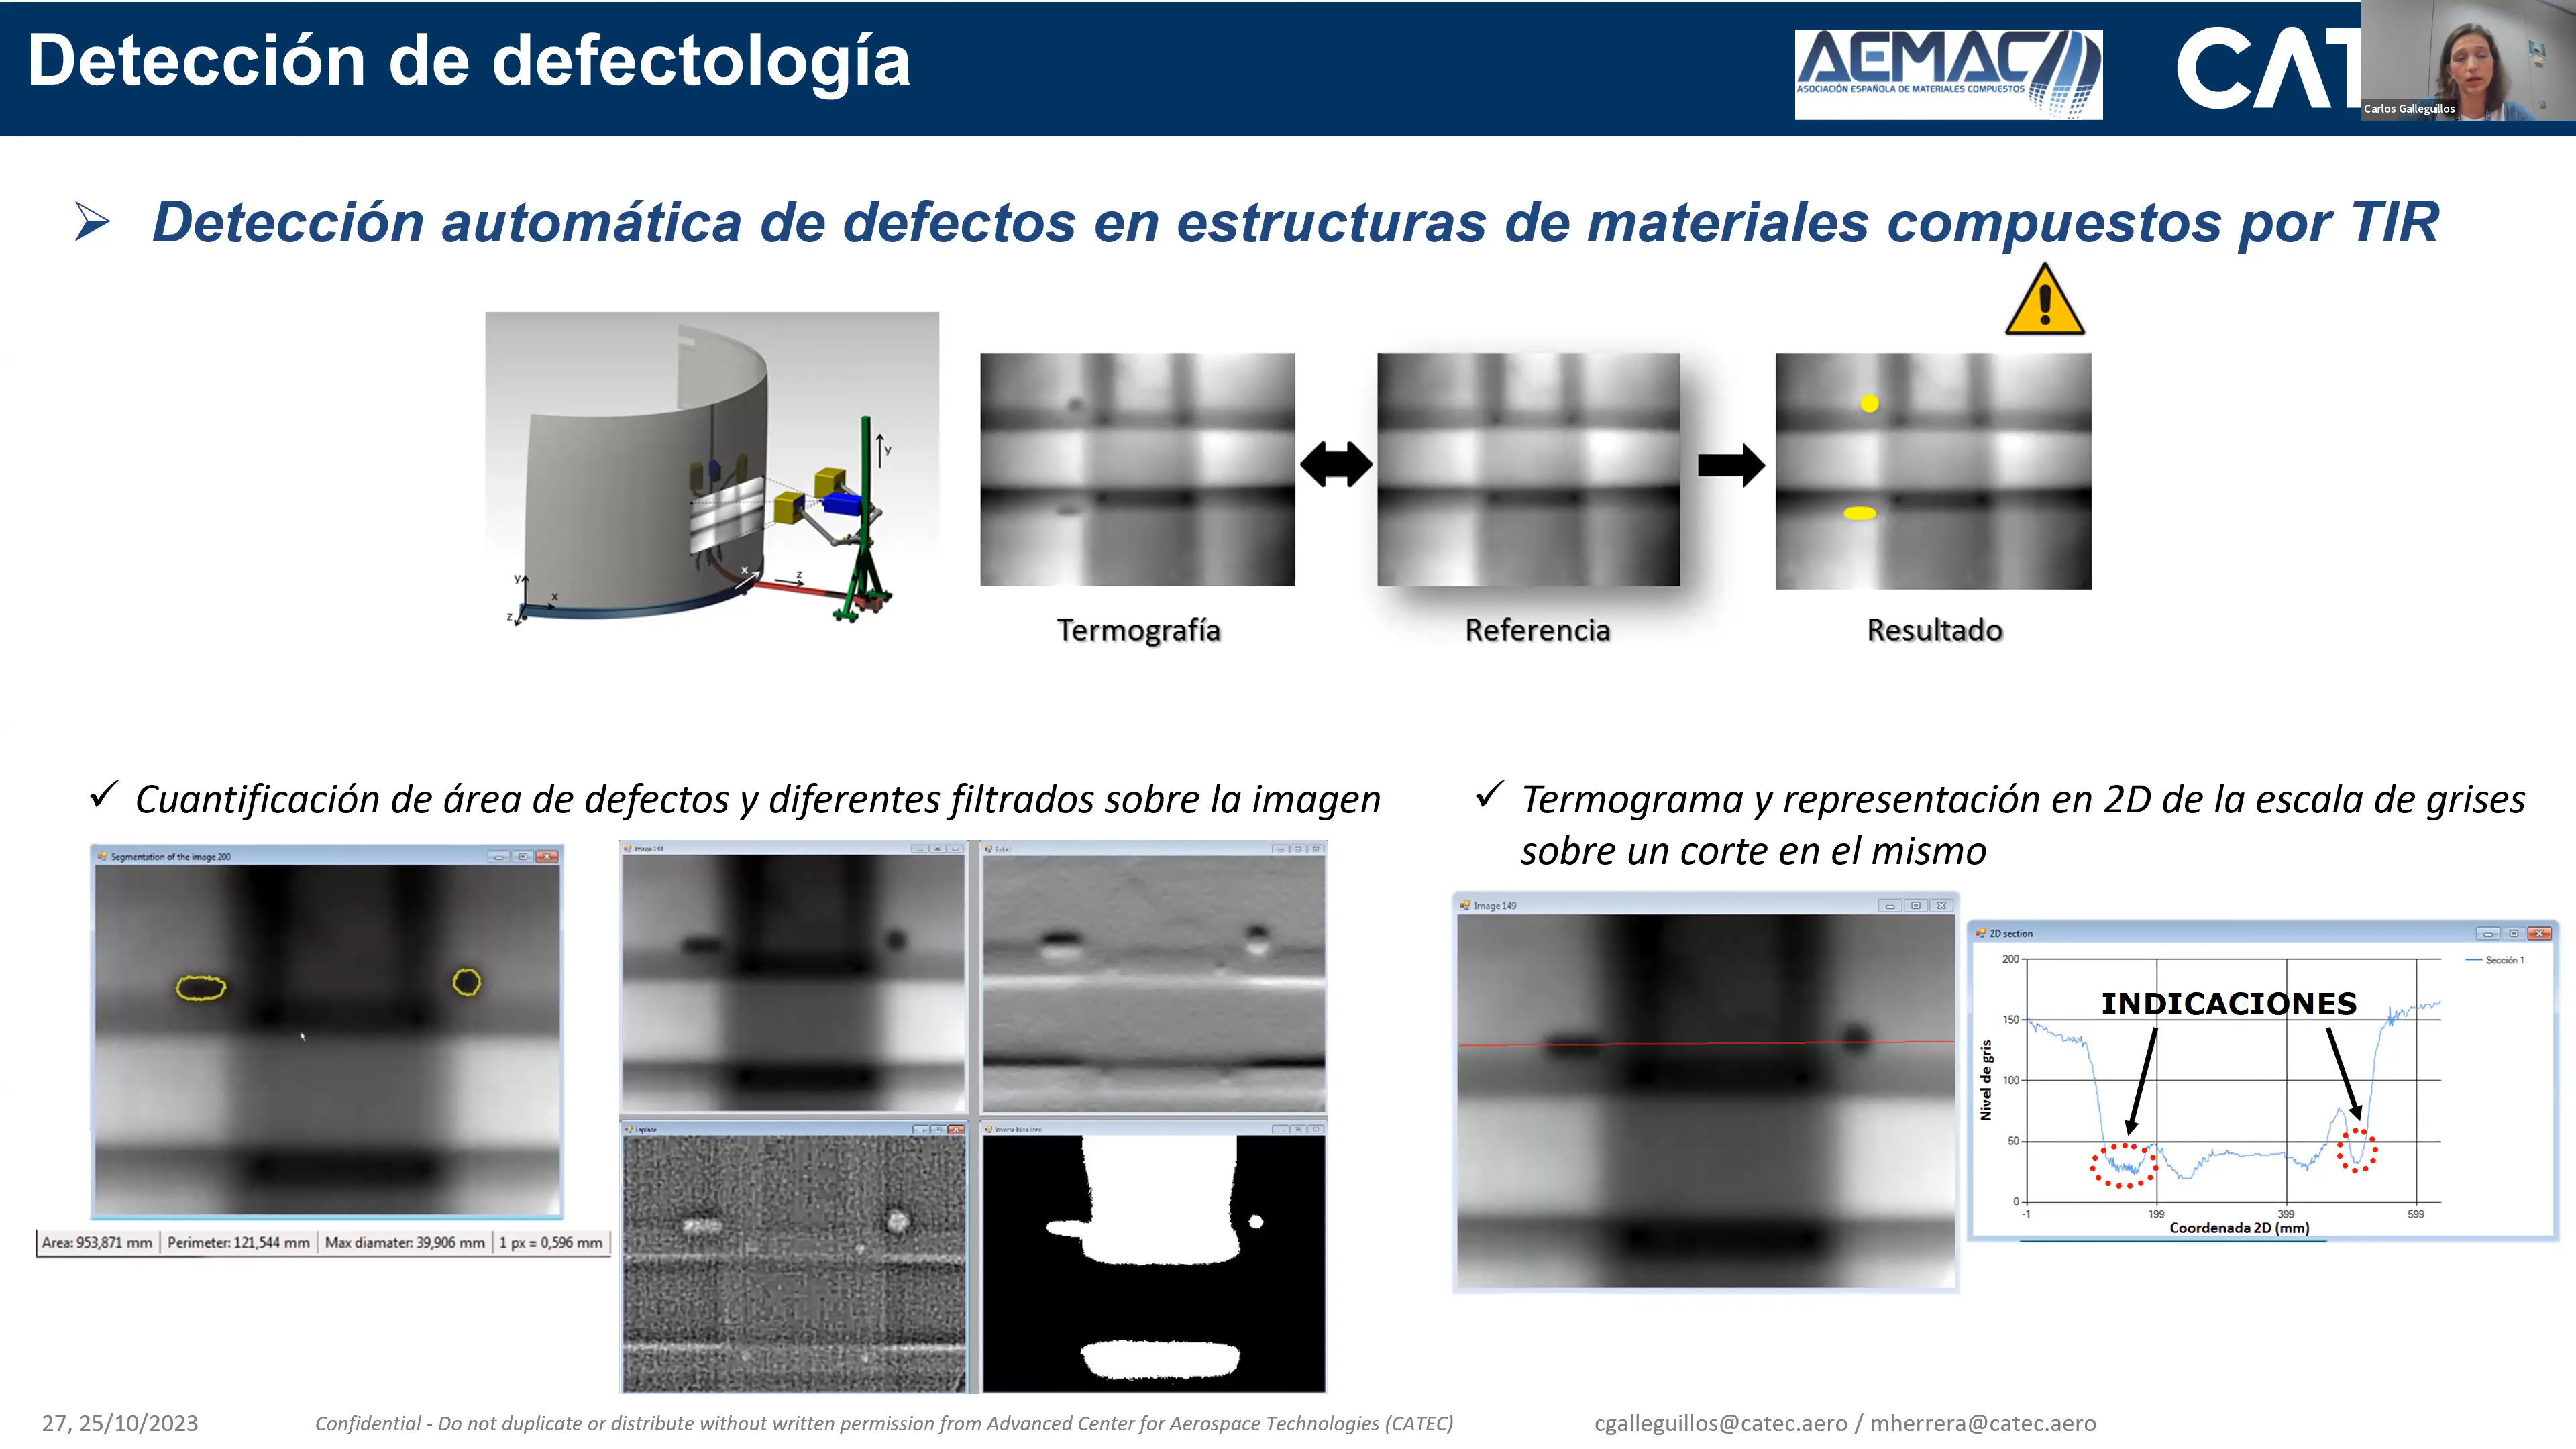 Detección de defectología
AEMAC
ASOCIACIÓN ESPAÑOLA DE MATERIALES COMPUESTOS
CAT
Carlos Galleguillos
Detección automática de defectos en estructuras de materiales compuestos por TIR
y
x
z
y
x
z
Termografía
Referencia
Resultado
Cuantificación de área de defectos y diferentes filtrados sobre la imagen
Termograma y representación en 2D de la escala de grises
sobre un corte en el mismo
Segmentation of the image 200
Image 149
Sobel
Laplace
Inverse binarized
Area: 953,871 mm
Perimeter: 121,544 mm
Max diamater: 39,906 mm
1 px = 0,596 mm
Image 149
2D section
Sección 1
INDICACIONES
Nivel de gris
200
150
100
50
0
-1
199
399
599
Coordenada 2D (mm)
27, 25/10/2023
Confidential - Do not duplicate or distribute without written permission from Advanced Center for Aerospace Technologies (CATEC)
cgalleguillos@catec.aero / mherrera@catec.aero